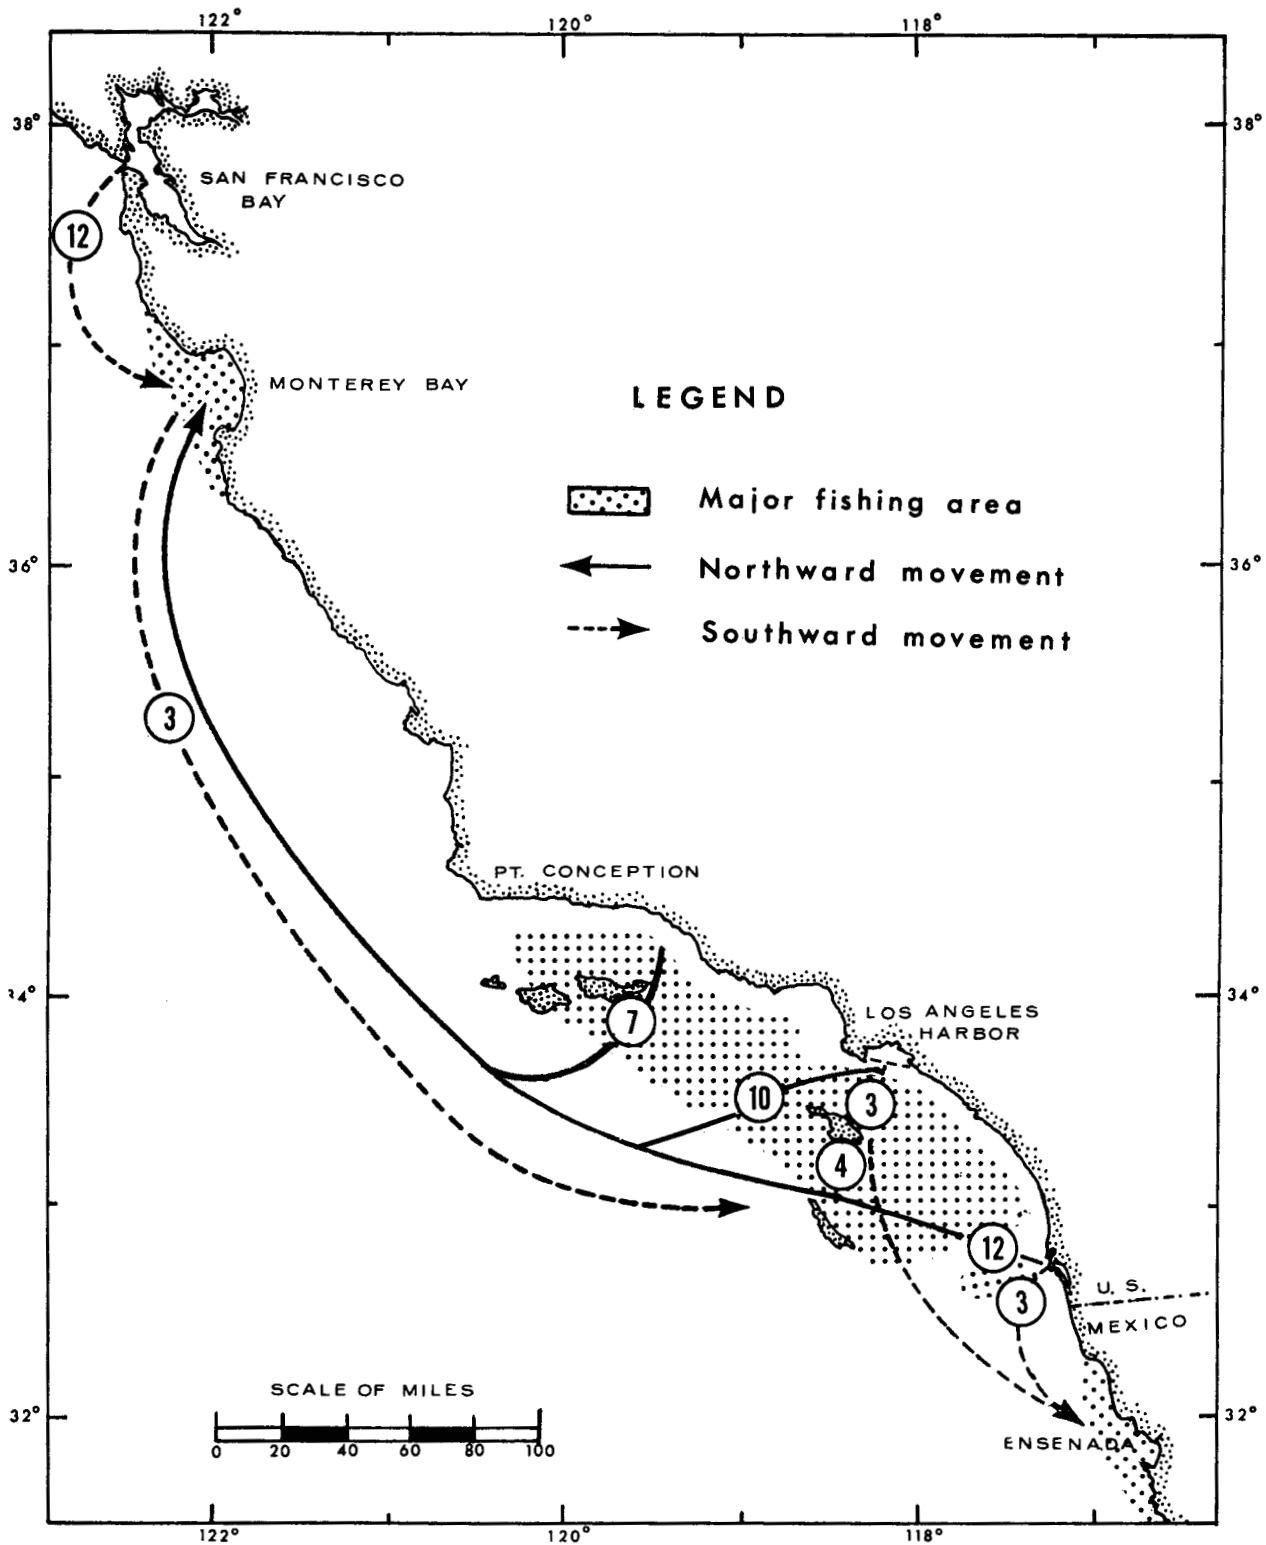 122°
120°
118°
38°
38°
SAN FRANCISCO
BAY
12
MONTEREY BAY
LEGEND
Major fishing area
36°
36°
Northward movement
Southward movement
3
PT. CONCEPTION
34°
34°
LOS ANGELES
HARBOR
7
10
3
4
12
3
U. S.
MEXICO
SCALE OF MILES
32°
32°
0 20 40 60 80 100
ENSENADA
122°
120°
118°